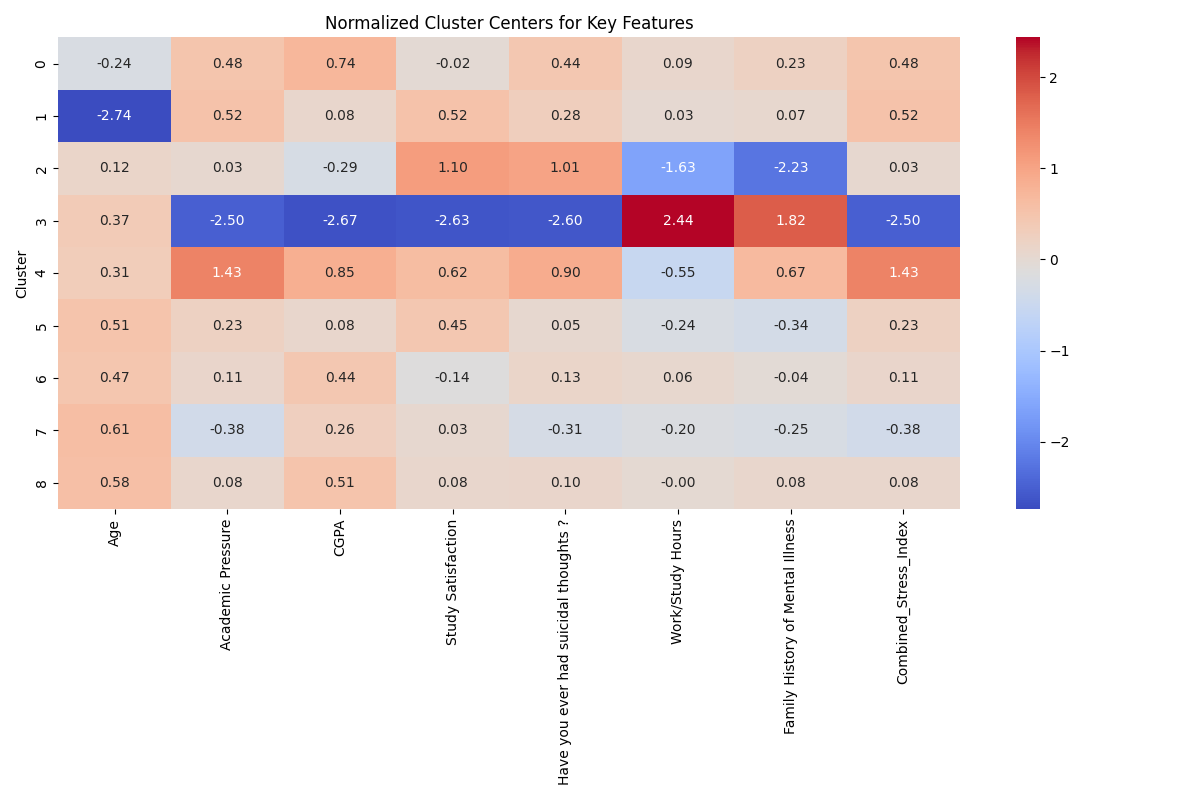 Normalized Cluster Centers for Key Features
Cluster
0 -0.24 0.48 0.74 -0.02 0.44 0.09 0.23 0.48
1 -2.74 0.52 0.08 0.52 0.28 0.03 0.07 0.52
2 0.12 0.03 -0.29 1.10 1.01 -1.63 -2.23 0.03
3 0.37 -2.50 -2.67 -2.63 -2.60 2.44 1.82 -2.50
4 0.31 1.43 0.85 0.62 0.90 -0.55 0.67 1.43
5 0.51 0.23 0.08 0.45 0.05 -0.24 -0.34 0.23
6 0.47 0.11 0.44 -0.14 0.13 0.06 -0.04 0.11
7 0.61 -0.38 0.26 0.03 -0.31 -0.20 -0.25 -0.38
8 0.58 0.08 0.51 0.08 0.10 -0.00 0.08 0.08
Age
Academic Pressure
CGPA
Study Satisfaction
Have you ever had suicidal thoughts ?
Work/Study Hours
Family History of Mental Illness
Combined_Stress_Index
2
1
0
−1
−2